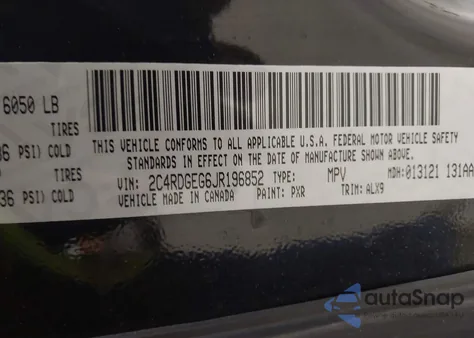 6050 LB
TIRES
PSI) COLD
TIRES
36 PSI) COLD
THIS VEHICLE CONFORMS TO ALL APPLICABLE U.S.A. FEDERAL MOTOR VEHICLE SAFETY
STANDARDS IN EFFECT ON THE DATE OF MANUFACTURE SHOWN ABOVE.
VIN: 2C4RDGEG6JR196852 TYPE: MPV MDH: 013121 131AA
VEHICLE MADE IN CANADA PAINT: PXR TRIM: ALX9
autoSnap